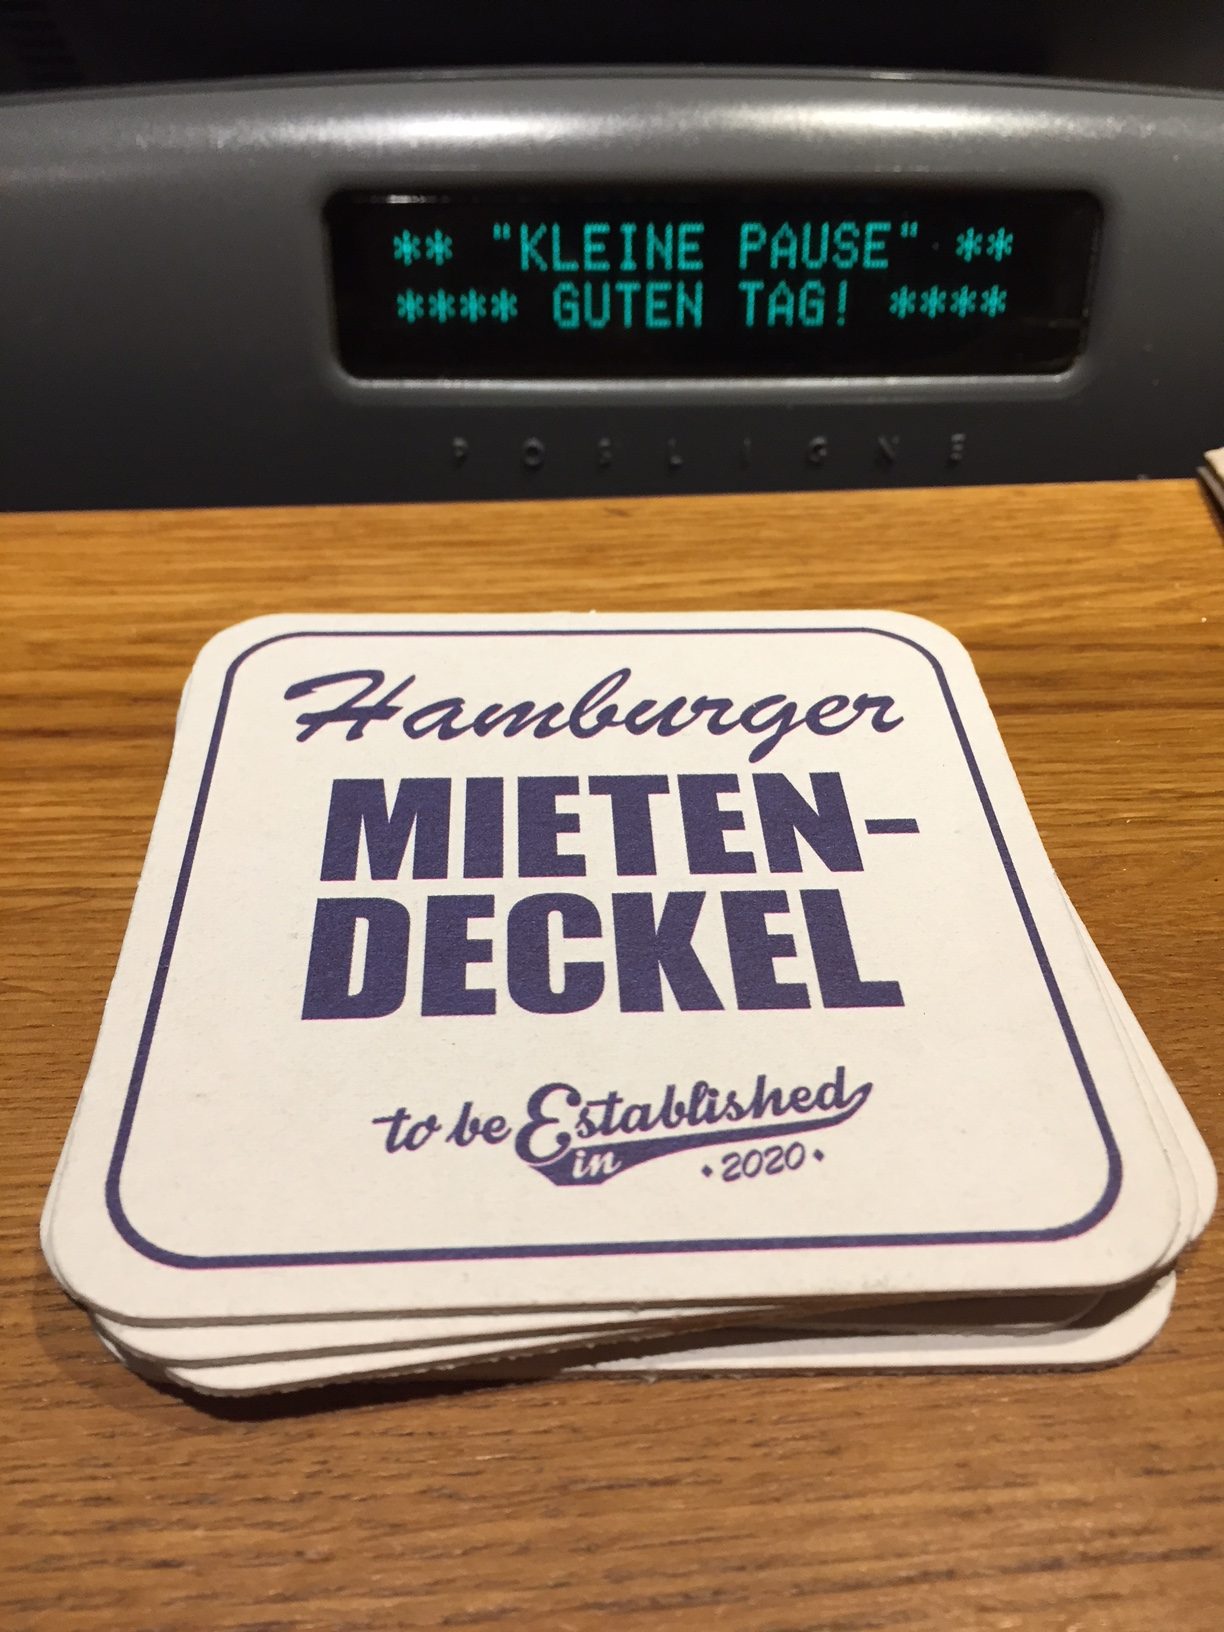 ** "KLEINE PAUSE" **
**** GUTEN TAG! ****
POSLIGNE
Hamburger
MIETEN-
DECKEL
to be Established
in • 2020 •